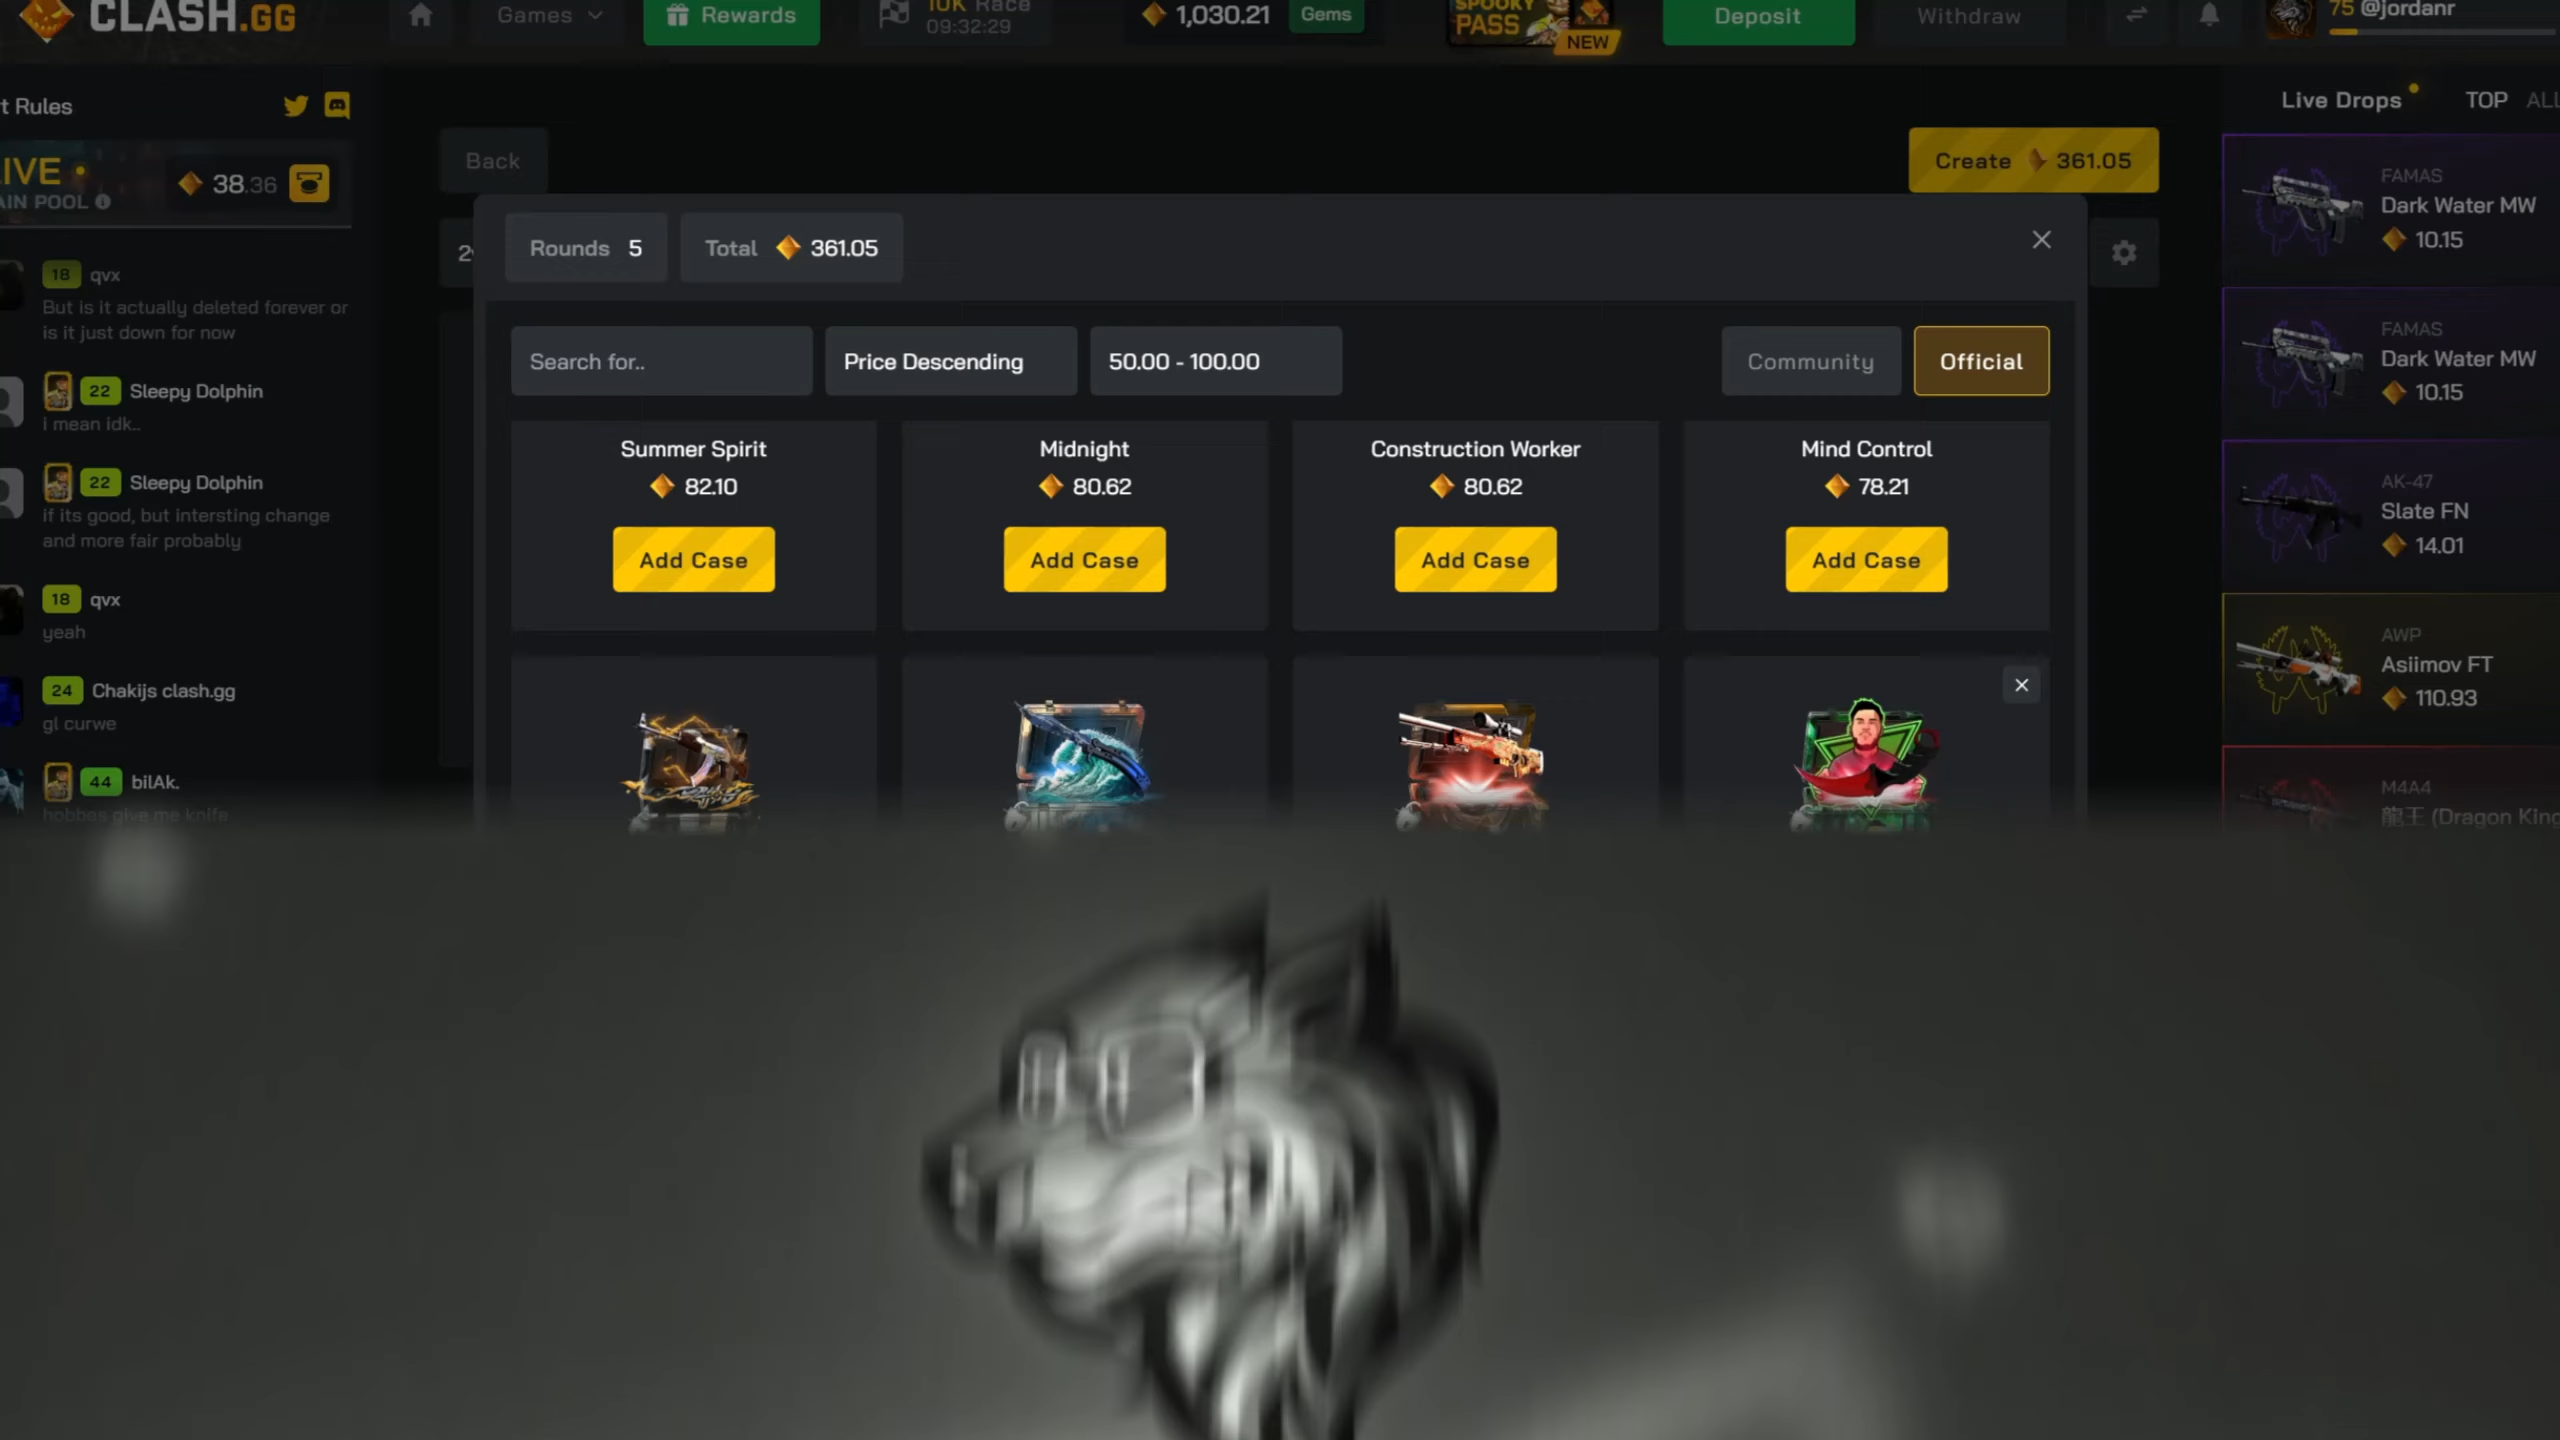 CLASH.GG
Games
Rewards
10K Race
09:32:29
1,030.21
Gems
SPOOKY
PASS
NEW
Deposit
Withdraw
75 @jordanr
t Rules
IVE
AIN POOL
38.36
18 qvx
But is it actually deleted forever or
is it just down for now
22 Sleepy Dolphin
i mean idk..
22 Sleepy Dolphin
if its good, but intersting change
and more fair probably
18 qvx
yeah
24 Chakijs clash.gg
gl curwe
44 bilAk.
hobbas give me knife
Back
Create 361.05
Rounds 5
Total 361.05
Search for..
Price Descending
50.00 - 100.00
Community
Official
Summer Spirit
82.10
Add Case
Midnight
80.62
Add Case
Construction Worker
80.62
Add Case
Mind Control
78.21
Add Case
Live Drops
TOP
ALL
FAMAS
Dark Water MW
10.15
FAMAS
Dark Water MW
10.15
AK-47
Slate FN
14.01
AWP
Asiimov FT
110.93
M4A4
龍王 (Dragon King